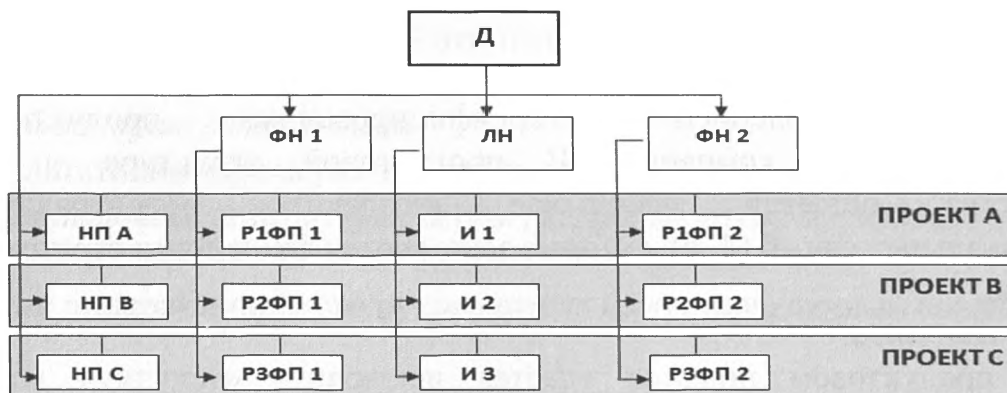 Д
ФН 1
ЛН
ФН 2
ПРОЕКТ А
НП А
Р1ФП 1
И 1
Р1ФП 2
ПРОЕКТ В
НП В
Р2ФП 1
И 2
Р2ФП 2
ПРОЕКТ С
НП С
Р3ФП 1
И 3
Р3ФП 2